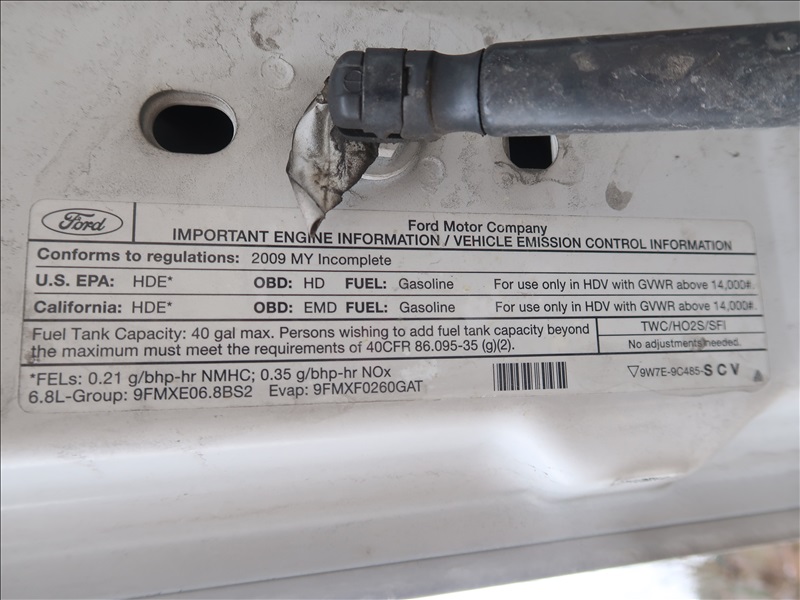 Ford
Ford Motor Company
IMPORTANT ENGINE INFORMATION / VEHICLE EMISSION CONTROL INFORMATION
Conforms to regulations: 2009 MY Incomplete
U.S. EPA: HDE* OBD: HD FUEL: Gasoline For use only in HDV with GVWR above 14,000#.
California: HDE* OBD: EMD FUEL: Gasoline For use only in HDV with GVWR above 14,000#.
Fuel Tank Capacity: 40 gal max. Persons wishing to add fuel tank capacity beyond
the maximum must meet the requirements of 40CFR 86.095-35 (g)(2).
TWC/HO2S/SFI
No adjustments needed.
*FELs: 0.21 g/bhp-hr NMHC; 0.35 g/bhp-hr NOx
6.8L-Group: 9FMXE06.8BS2 Evap: 9FMXF0260GAT
▽9W7E-9C485-SCV